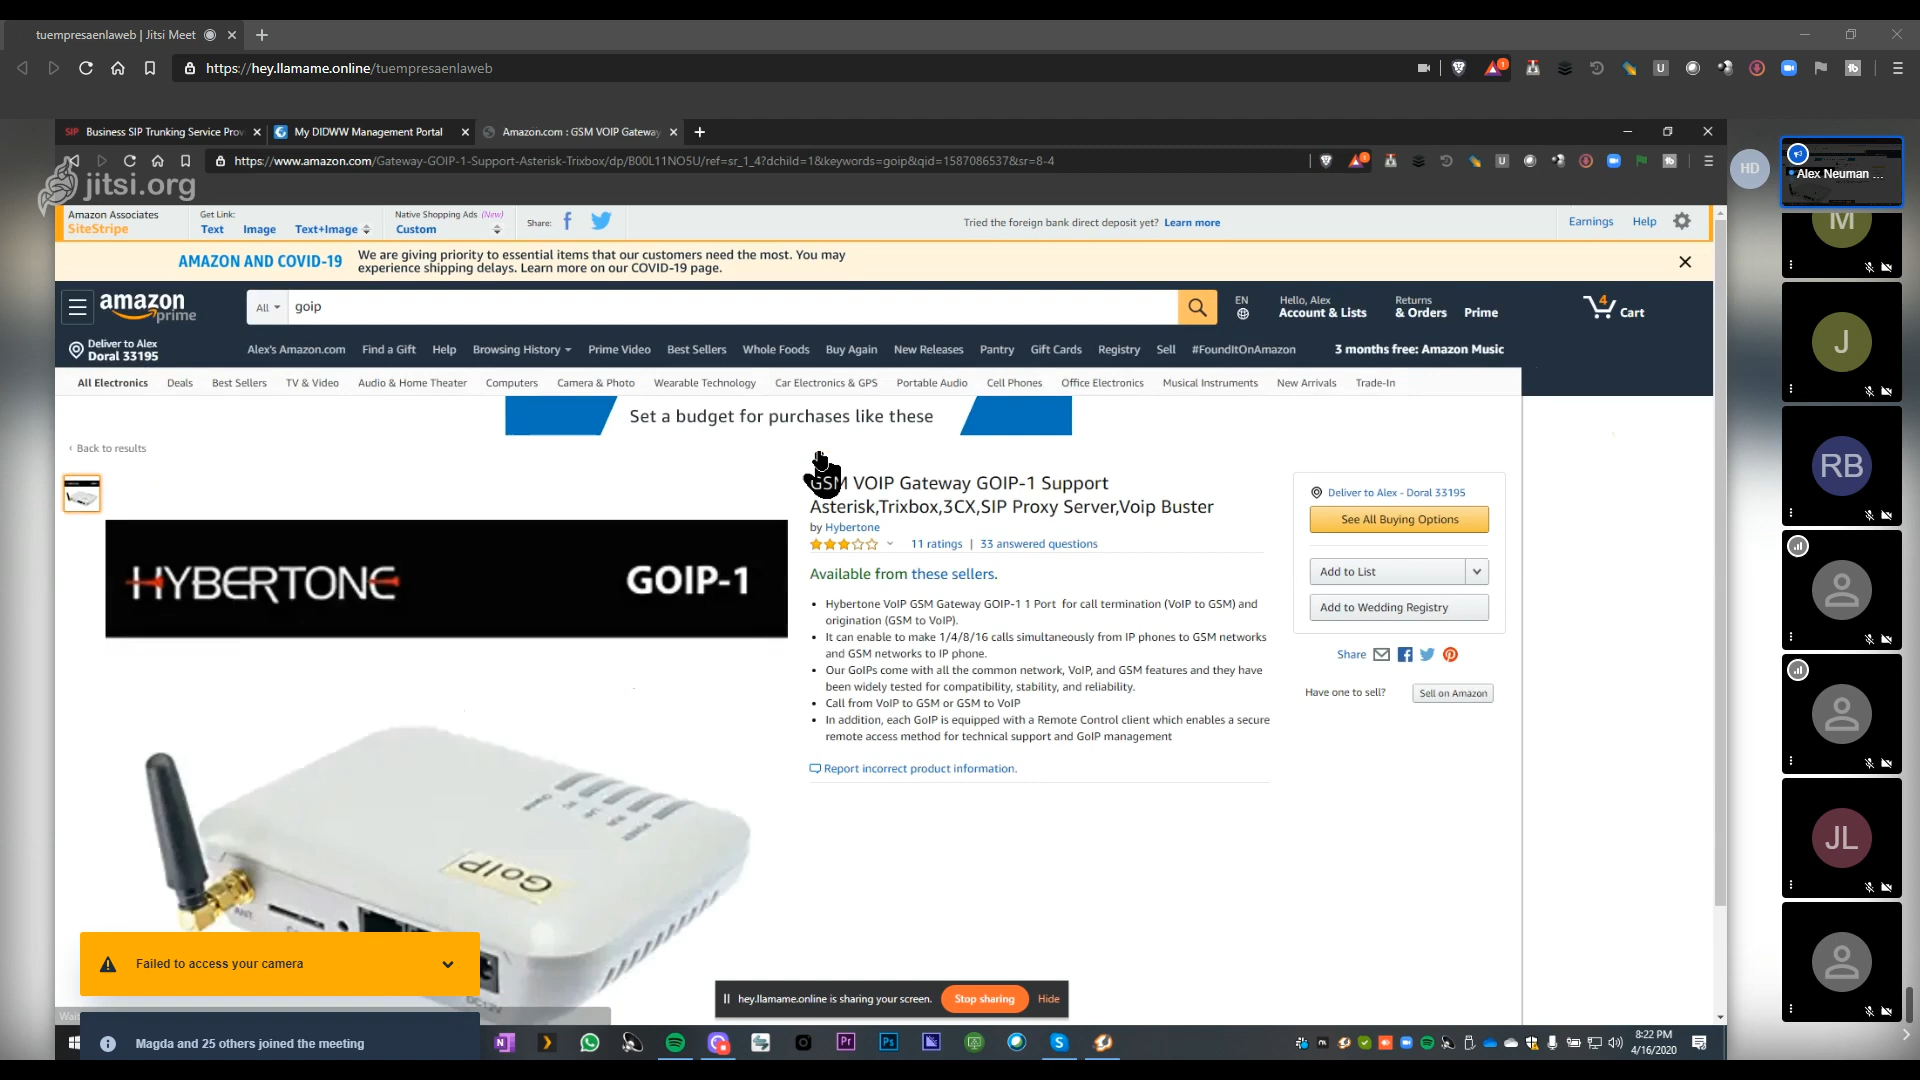 tuempresaenlaweb | Jitsi Meet
https://hey.llamame.online/tuempresaenlaweb
SIP Business SIP Trunking Service Prov
My DIDWW Management Portal
Amazon.com : GSM VOIP Gateway
https://www.amazon.com/Gateway-GOIP-1-Support-Asterisk-Trixbox/dp/B00L11NO5U/ref=sr_1_4?dchild=1&keywords=goip&qid=1587086537&sr=8-4
jitsi.org
Amazon Associates
SiteStripe
Get Link:
Text Image Text+Image
Native Shopping Ads (New)
Custom
Share:
Tried the foreign bank direct deposit yet? Learn more
Earnings Help
AMAZON AND COVID-19
We are giving priority to essential items that our customers need the most. You may
experience shipping delays. Learn more on our COVID-19 page.
amazon
prime
All
goip
EN
Hello, Alex
Account & Lists
Returns
& Orders
Prime
4
Cart
Deliver to Alex
Doral 33195
Alex's Amazon.com Find a Gift Help Browsing History Prime Video Best Sellers Whole Foods Buy Again New Releases Pantry Gift Cards Registry Sell #FoundItOnAmazon
3 months free: Amazon Music
All Electronics Deals Best Sellers TV & Video Audio & Home Theater Computers Camera & Photo Wearable Technology Car Electronics & GPS Portable Audio Cell Phones Office Electronics Musical Instruments New Arrivals Trade-In
Set a budget for purchases like these
‹ Back to results
GSM VOIP Gateway GOIP-1 Support
Asterisk,Trixbox,3CX,SIP Proxy Server,Voip Buster
by Hybertone
11 ratings | 33 answered questions
Available from these sellers.
• Hybertone VoIP GSM Gateway GOIP-1 1 Port for call termination (VoIP to GSM) and
origination (GSM to VoIP).
• It can enable to make 1/4/8/16 calls simultaneously from IP phones to GSM networks
and GSM networks to IP phone.
• Our GoIPs come with all the common network, VoIP, and GSM features and they have
been widely tested for compatibility, stability, and reliability.
• Call from VoIP to GSM or GSM to VoIP
• In addition, each GoIP is equipped with a Remote Control client which enables a secure
remote access method for technical support and GoIP management
Report incorrect product information.
Deliver to Alex - Doral 33195
See All Buying Options
Add to List
Add to Wedding Registry
Share
Have one to sell?
Sell on Amazon
HYBERTONE
GOIP-1
GoIP
ANT
DC12V
Failed to access your camera
Magda and 25 others joined the meeting
hey.llamame.online is sharing your screen.
Stop sharing
Hide
8:22 PM
4/16/2020
HD
Alex Neuman ...
M
J
RB
JL